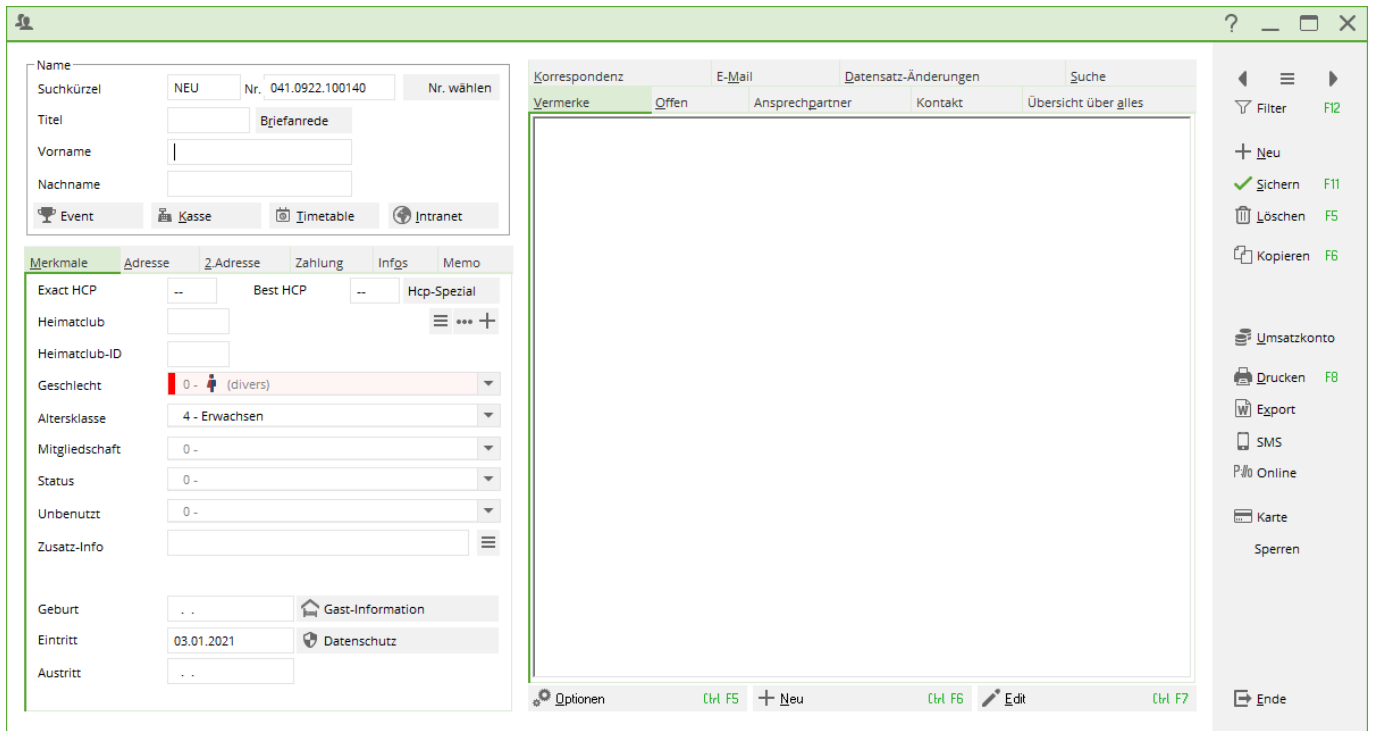 ?
Name
Suchkürzel NEU Nr. 041.0922.100140 Nr. wählen
Titel Briefanrede
Vorname
Nachname
Event Kasse Timetable Intranet
Merkmale Adresse 2.Adresse Zahlung Infos Memo
Exact HCP -- Best HCP -- Hcp-Spezial
Heimatclub
Heimatclub-ID
Geschlecht 0 - (divers)
Altersklasse 4 - Erwachsen
Mitgliedschaft 0 -
Status 0 -
Unbenutzt 0 -
Zusatz-Info
Geburt . . Gast-Information
Eintritt 03.01.2021 Datenschutz
Austritt . .
Korrespondenz E-Mail Datensatz-Änderungen Suche
Vermerke Offen Ansprechpartner Kontakt Übersicht über alles
Optionen Ctrl F5 Neu Ctrl F6 Edit Ctrl F7
Filter F12
Neu
Sichern F11
Löschen F5
Kopieren F6
Umsatzkonto
Drucken F8
W Export
SMS
P:// Online
Karte
Sperren
Ende